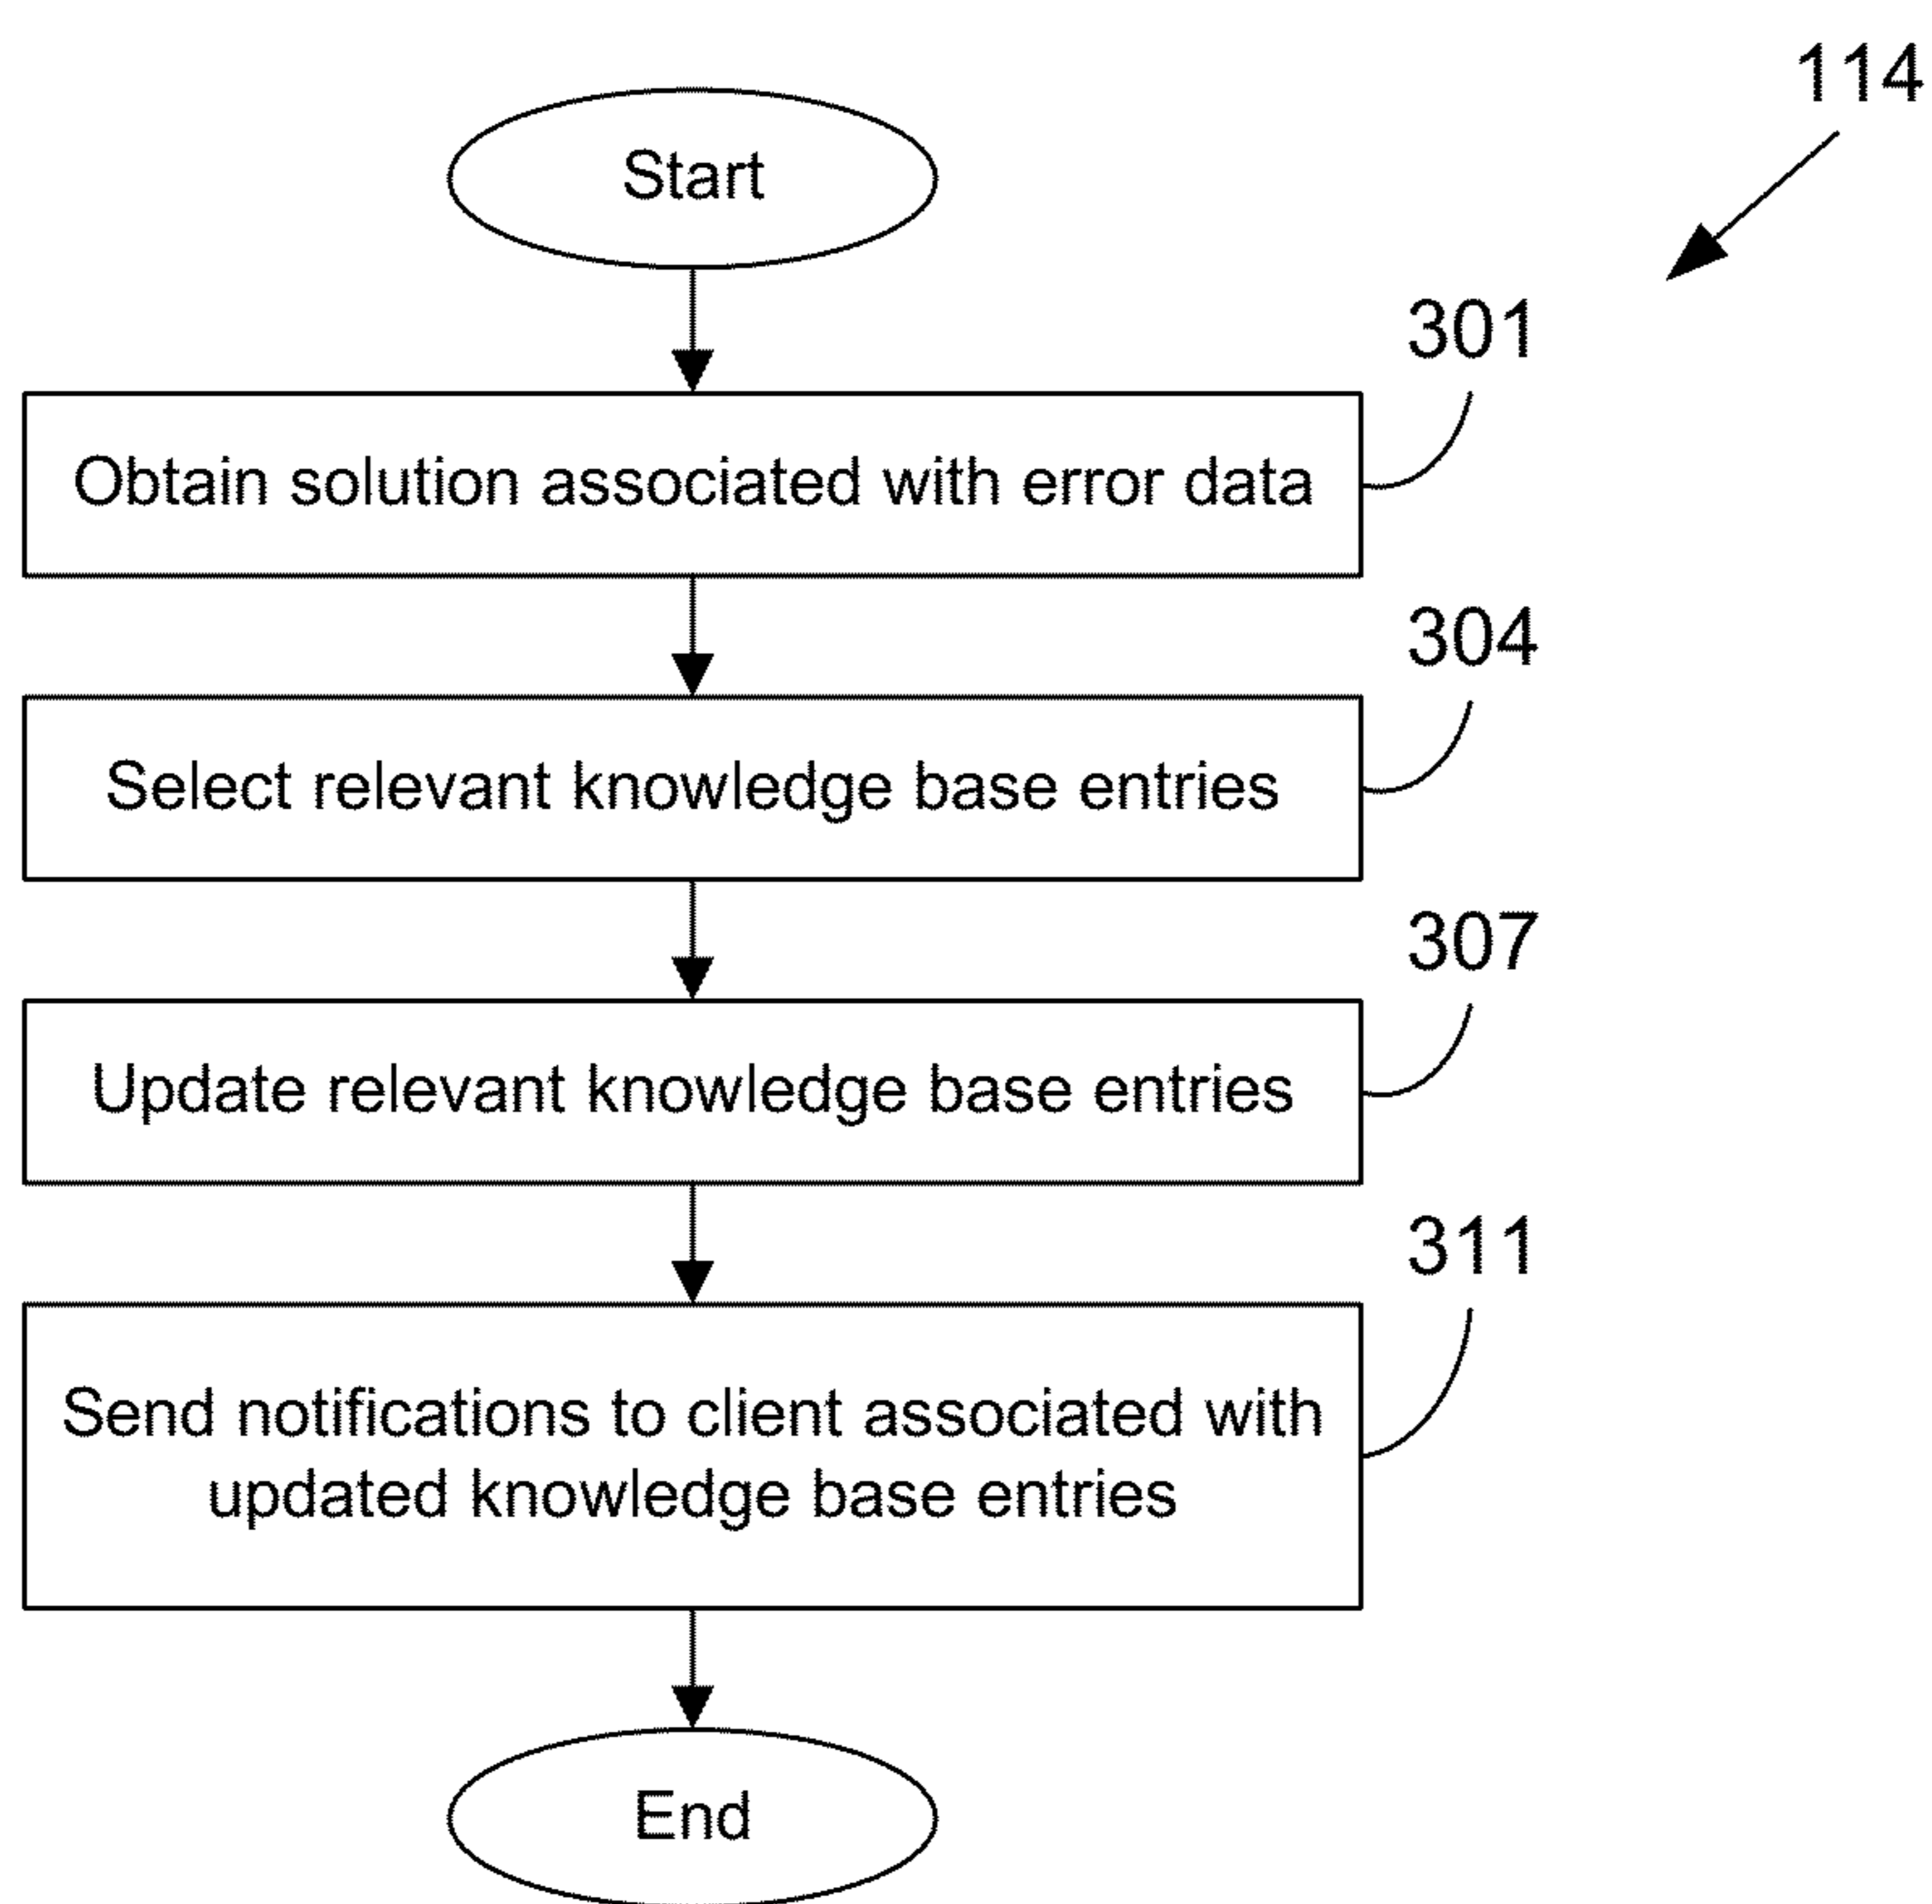 114
Start
301
Obtain solution associated with error data
304
Select relevant knowledge base entries
307
Update relevant knowledge base entries
311
Send notifications to client associated with
updated knowledge base entries
End